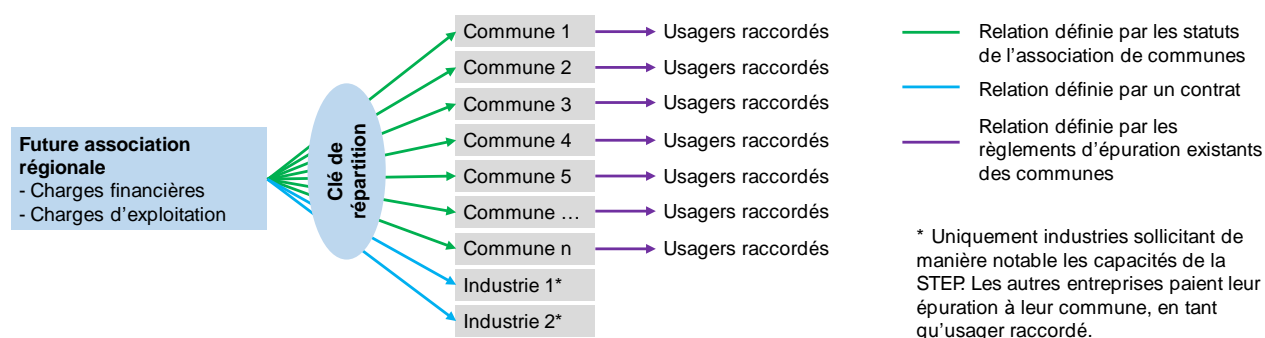 Future association
régionale
- Charges financières
- Charges d'exploitation
Clé de
répartition
Commune 1
Usagers raccordés
Commune 2
Usagers raccordés
Commune 3
Usagers raccordés
Commune 4
Usagers raccordés
Commune 5
Usagers raccordés
Commune …
Usagers raccordés
Commune n
Usagers raccordés
Industrie 1*
Industrie 2*
Relation définie par les statuts
de l'association de communes
Relation définie par un contrat
Relation définie par les
règlements d'épuration existants
des communes
* Uniquement industries sollicitant de
manière notable les capacités de la
STEP. Les autres entreprises paient leur
épuration à leur commune, en tant
qu'usager raccordé.